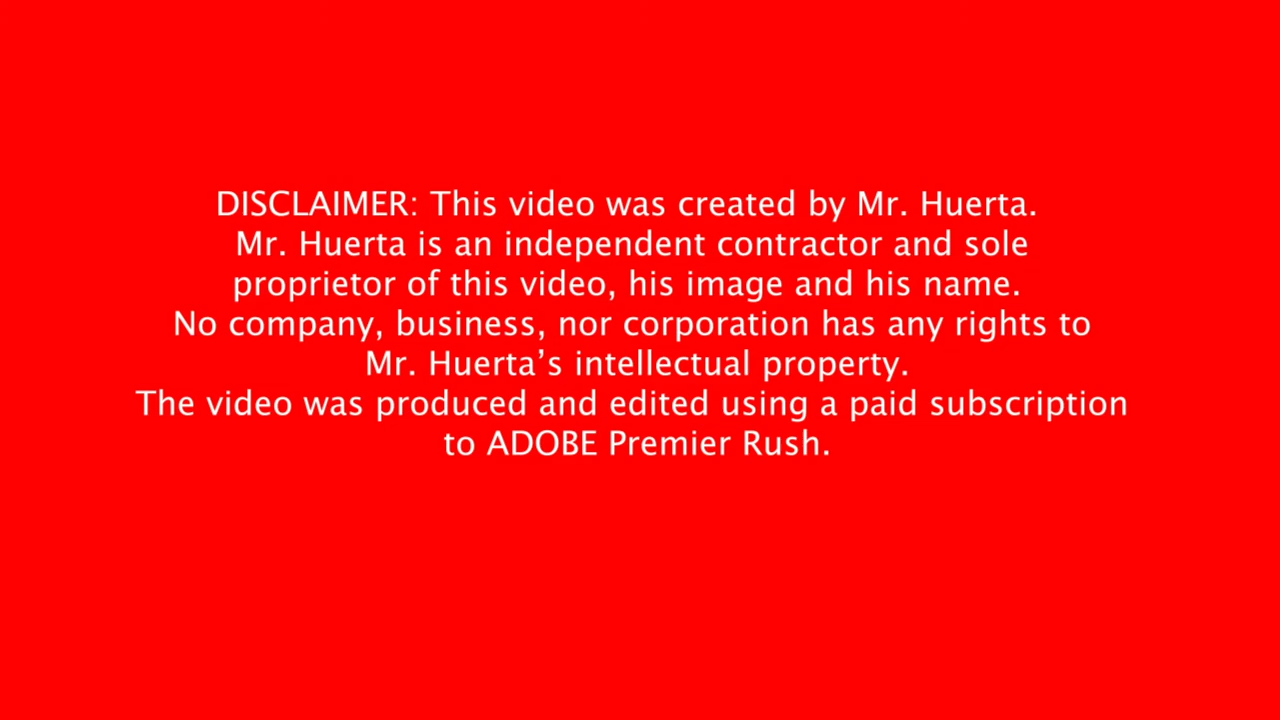 DISCLAIMER: This video was created by Mr. Huerta.
Mr. Huerta is an independent contractor and sole
proprietor of this video, his image and his name.
No company, business, nor corporation has any rights to
Mr. Huerta’s intellectual property.
The video was produced and edited using a paid subscription
to ADOBE Premier Rush.